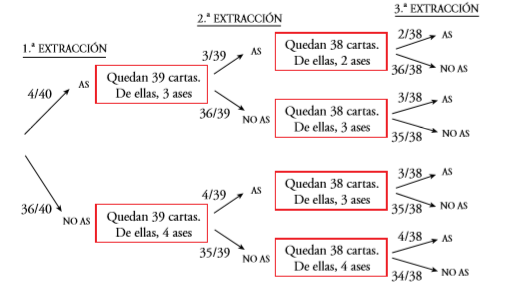 1.ª EXTRACCIÓN
2.ª EXTRACCIÓN
3.ª EXTRACCIÓN
4/40
AS
36/40
NO AS
Quedan 39 cartas.
De ellas, 3 ases
3/39
AS
36/39
NO AS
Quedan 38 cartas.
De ellas, 2 ases
2/38
AS
36/38
NO AS
Quedan 38 cartas.
De ellas, 3 ases
3/38
AS
35/38
NO AS
Quedan 39 cartas.
De ellas, 4 ases
4/39
AS
35/39
NO AS
Quedan 38 cartas.
De ellas, 3 ases
3/38
AS
35/38
NO AS
Quedan 38 cartas.
De ellas, 4 ases
4/38
AS
34/38
NO AS